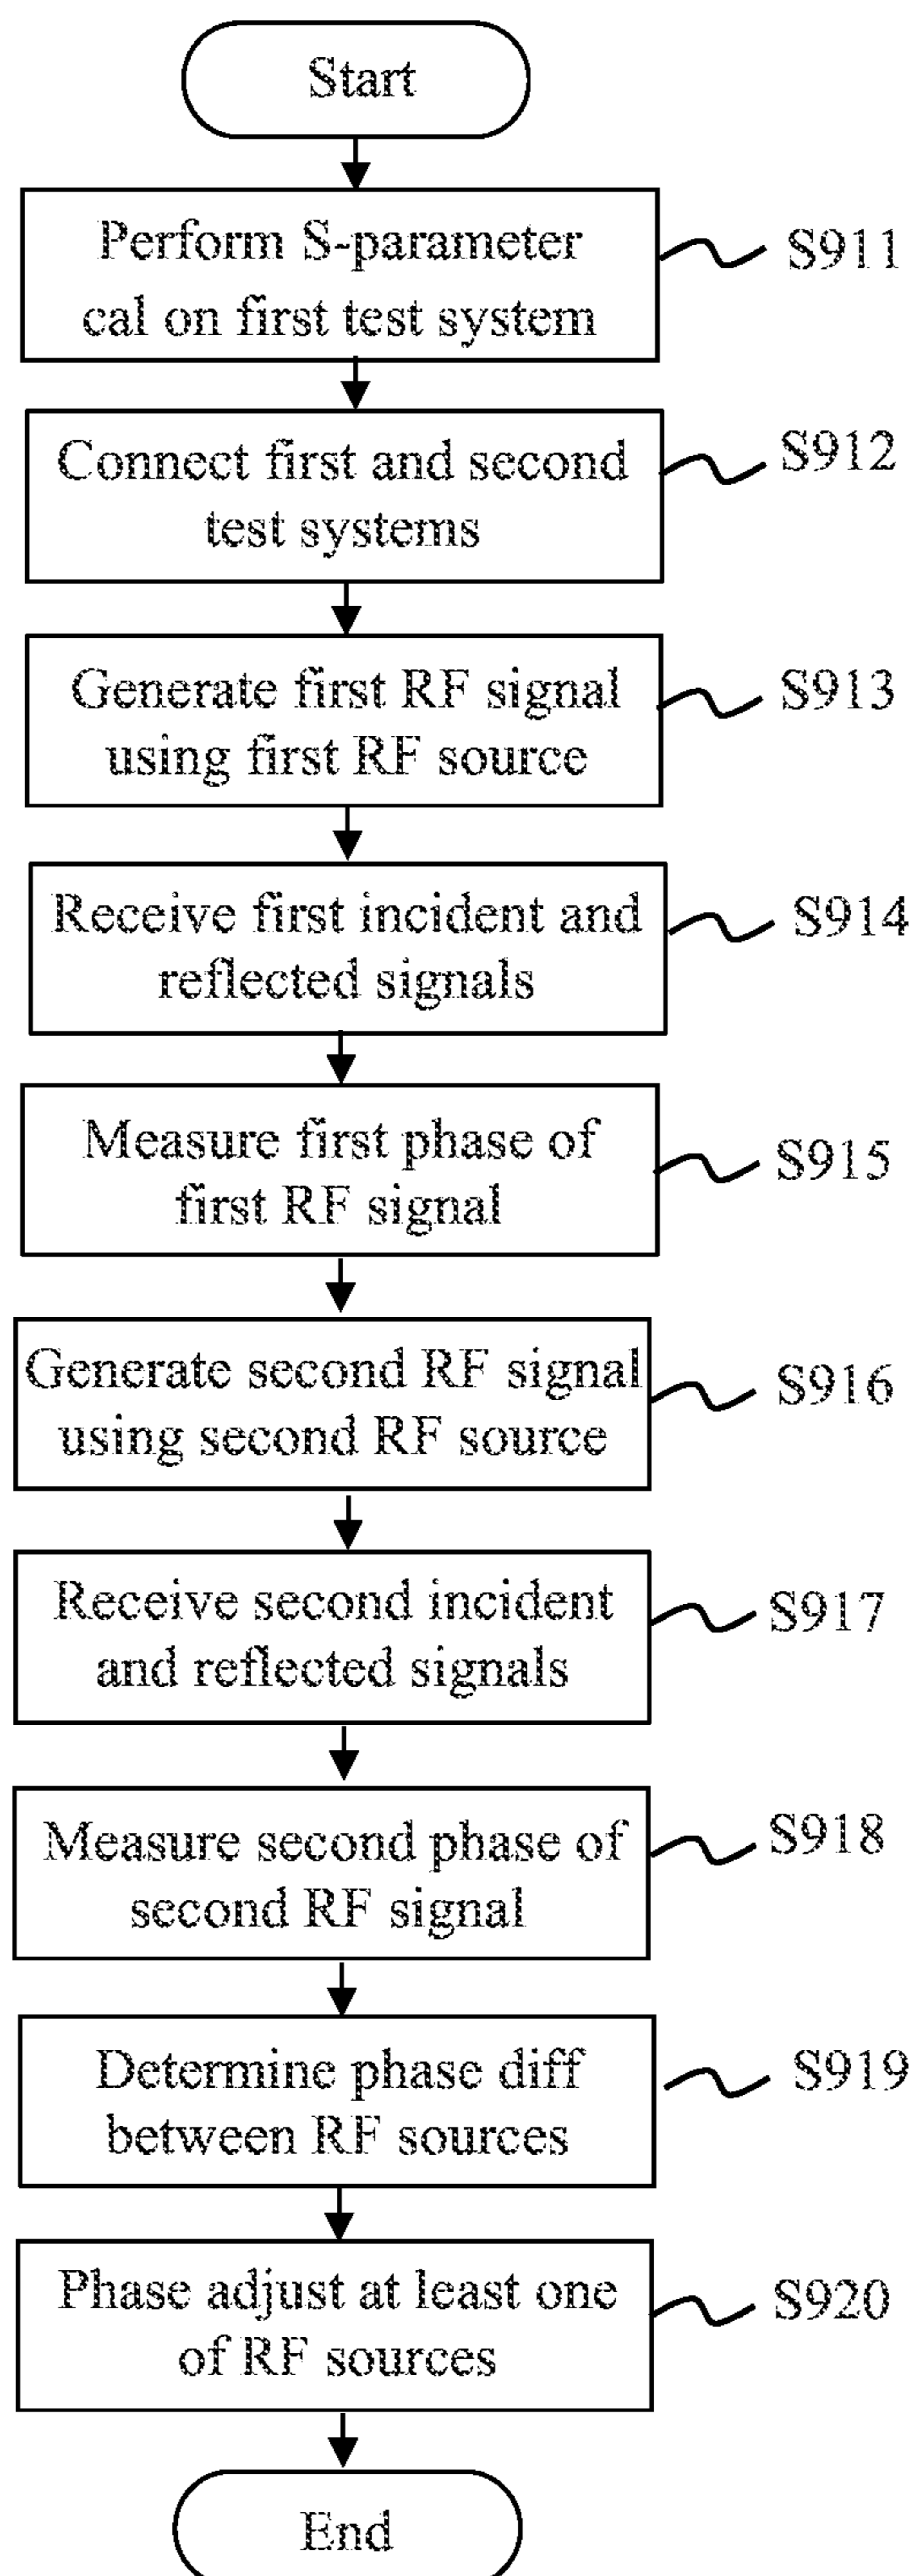 Start
Perform S-parameter
cal on first test system
S911
Connect first and second
test systems
S912
Generate first RF signal
using first RF source
S913
Receive first incident and
reflected signals
S914
Measure first phase of
first RF signal
S915
Generate second RF signal
using second RF source
S916
Receive second incident
and reflected signals
S917
Measure second phase of
second RF signal
S918
Determine phase diff
between RF sources
S919
Phase adjust at least one
of RF sources
S920
End